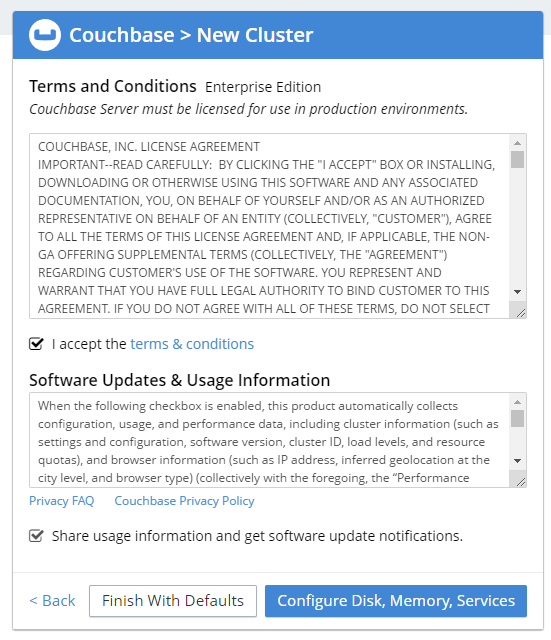 Couchbase > New Cluster
Terms and Conditions Enterprise Edition
Couchbase Server must be licensed for use in production environments.
COUCHBASE, INC. LICENSE AGREEMENT
IMPORTANT--READ CAREFULLY: BY CLICKING THE "I ACCEPT" BOX OR INSTALLING,
DOWNLOADING OR OTHERWISE USING THIS SOFTWARE AND ANY ASSOCIATED
DOCUMENTATION, YOU, ON BEHALF OF YOURSELF AND/OR AS AN AUTHORIZED
REPRESENTATIVE ON BEHALF OF AN ENTITY (COLLECTIVELY, "CUSTOMER"), AGREE
TO ALL THE TERMS OF THIS LICENSE AGREEMENT AND, IF APPLICABLE, THE NON-
GA OFFERING SUPPLEMENTAL TERMS (COLLECTIVELY, THE "AGREEMENT")
REGARDING CUSTOMER'S USE OF THE SOFTWARE. YOU REPRESENT AND
WARRANT THAT YOU HAVE FULL LEGAL AUTHORITY TO BIND CUSTOMER TO THIS
AGREEMENT. IF YOU DO NOT AGREE WITH ALL OF THESE TERMS, DO NOT SELECT
I accept the terms & conditions
Software Updates & Usage Information
When the following checkbox is enabled, this product automatically collects
configuration, usage, and performance data, including cluster information (such as
settings and configuration, software version, cluster ID, load levels, and resource
quotas), and browser information (such as IP address, inferred geolocation at the
city level, and browser type) (collectively with the foregoing, the “Performance
Privacy FAQ Couchbase Privacy Policy
Share usage information and get software update notifications.
< Back Finish With Defaults Configure Disk, Memory, Services